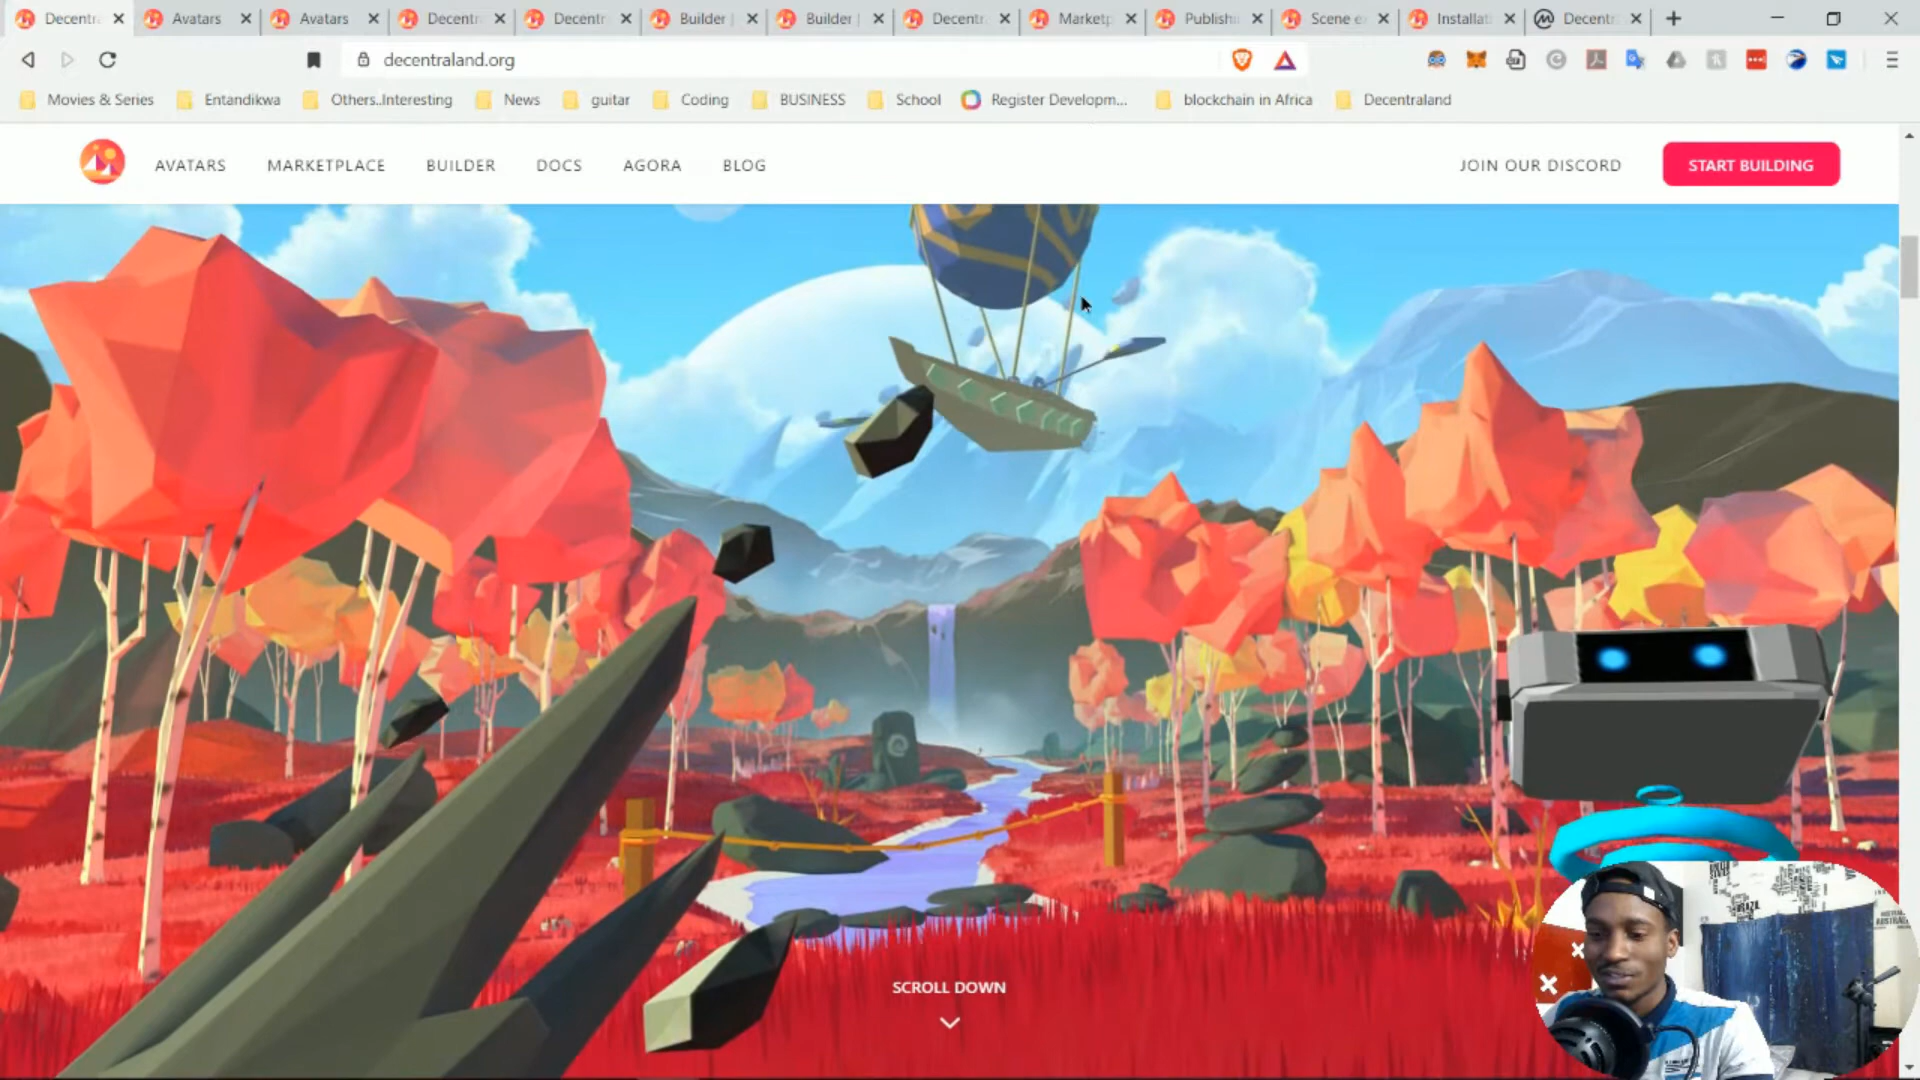 Decentr
Avatars
Avatars
Decentr
Decentr
Builder
Builder
Decentr
Marketp
Publishi
Scene e
Installat
Decentr
decentraland.org
Movies & Series
Entandikwa
Others..Interesting
News
guitar
Coding
BUSINESS
School
Register Developm...
blockchain in Africa
Decentraland
AVATARS
MARKETPLACE
BUILDER
DOCS
AGORA
BLOG
JOIN OUR DISCORD
START BUILDING
SCROLL DOWN